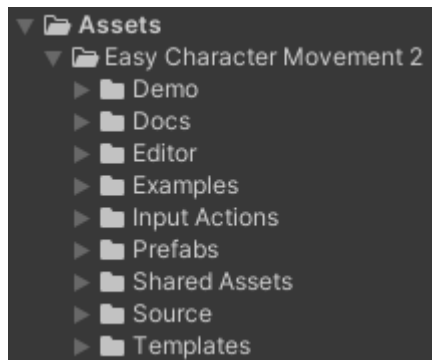 Assets
Easy Character Movement 2
Demo
Docs
Editor
Examples
Input Actions
Prefabs
Shared Assets
Source
Templates